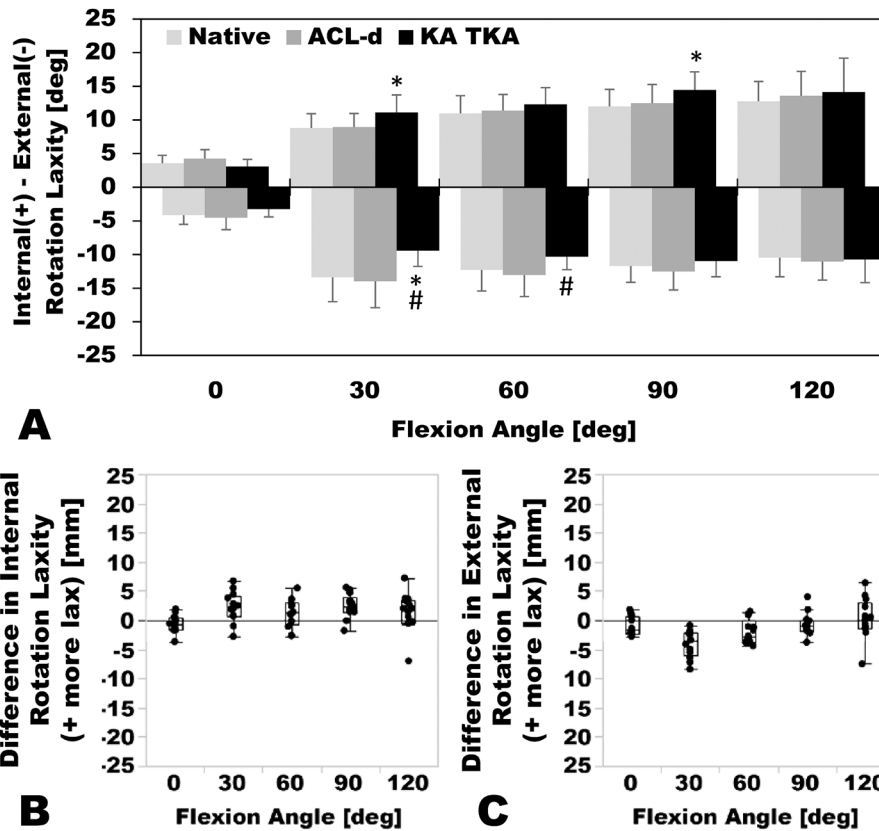 Internal(+) - External(-)
Rotation Laxity [deg]
25
20
15
10
5
0
-5
-10
-15
-20
-25
Native ACL-d KA TKA
*
*
*
#
#
0 30 60 90 120
Flexion Angle [deg]
A
Difference in Internal
Rotation Laxity
(+ more lax) [mm]
25
20
15
10
5
0
-5
-10
-15
-20
-25
0 30 60 90 120
Flexion Angle [deg]
B
Difference in External
Rotation Laxity
(+ more lax) [mm]
25
20
15
10
5
0
-5
-10
-15
-20
-25
0 30 60 90 120
Flexion Angle [deg]
C